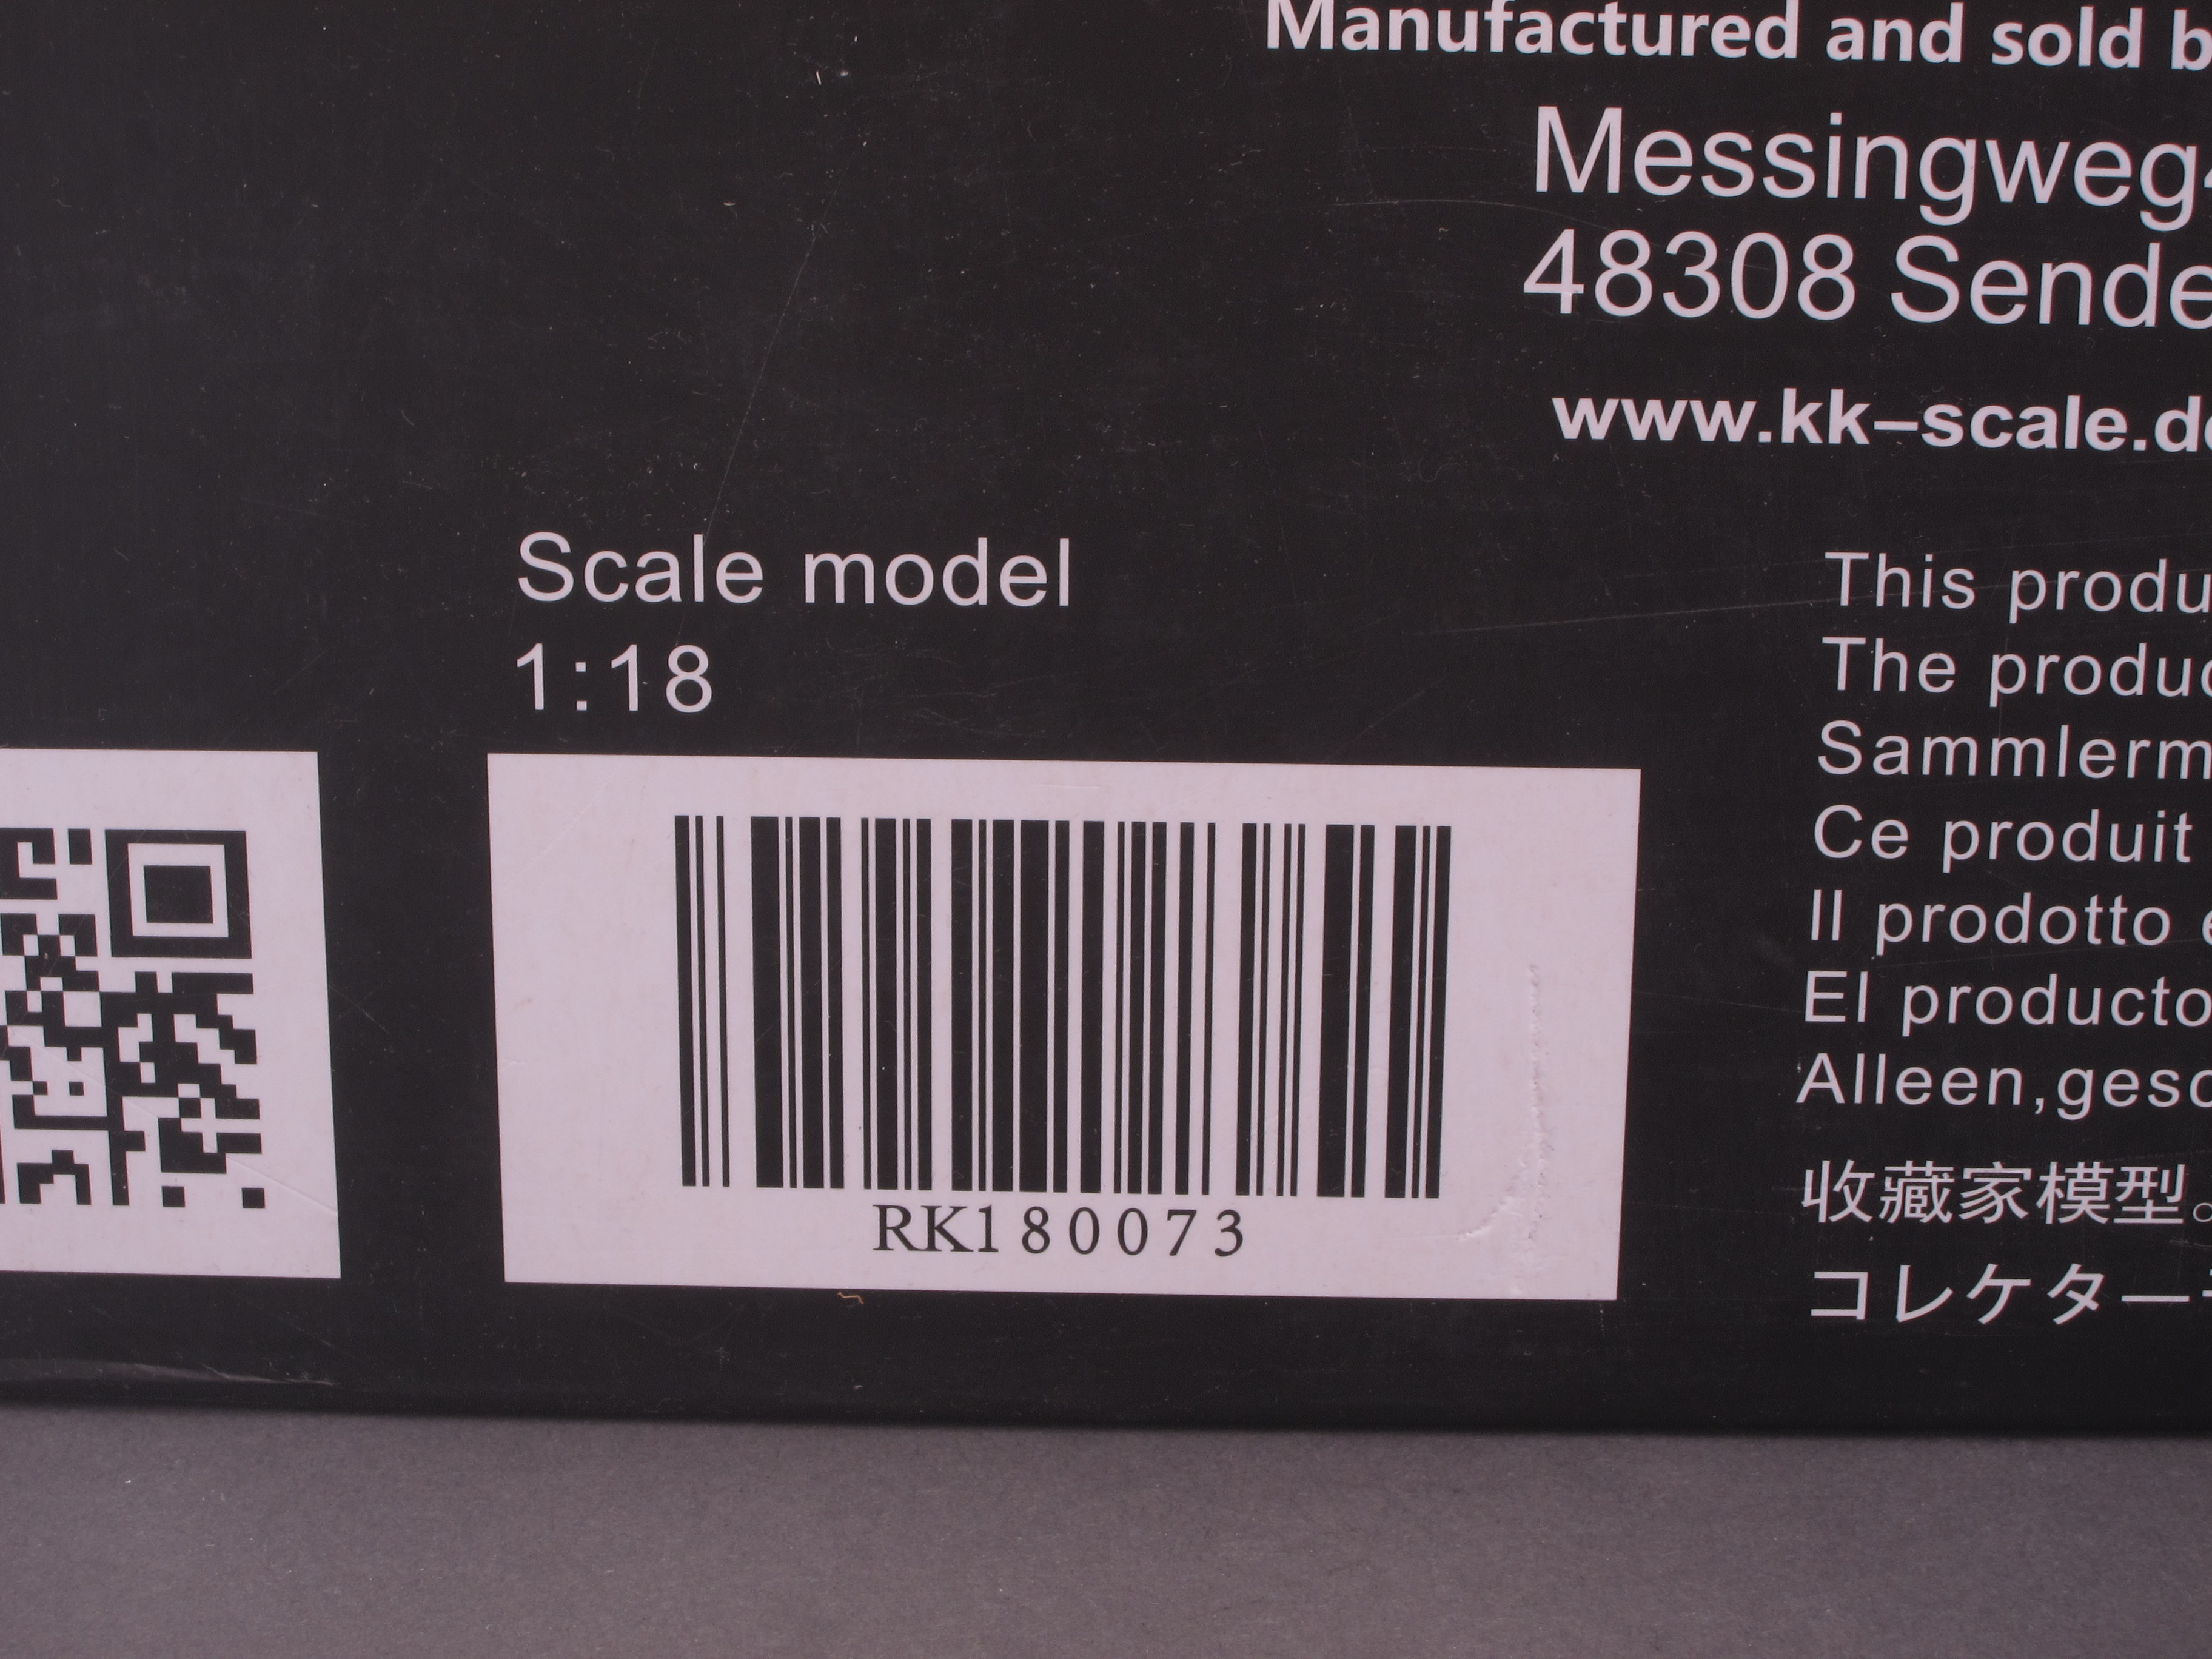 Manufactured and sold b
Messingweg
48308 Sende
www.kk–scale.de
Scale model
1:18
RK180073
This produ
The produc
Sammlerm
Ce produit
Il prodotto
El producto
Alleen,gesc
收藏家模型。
コレケター